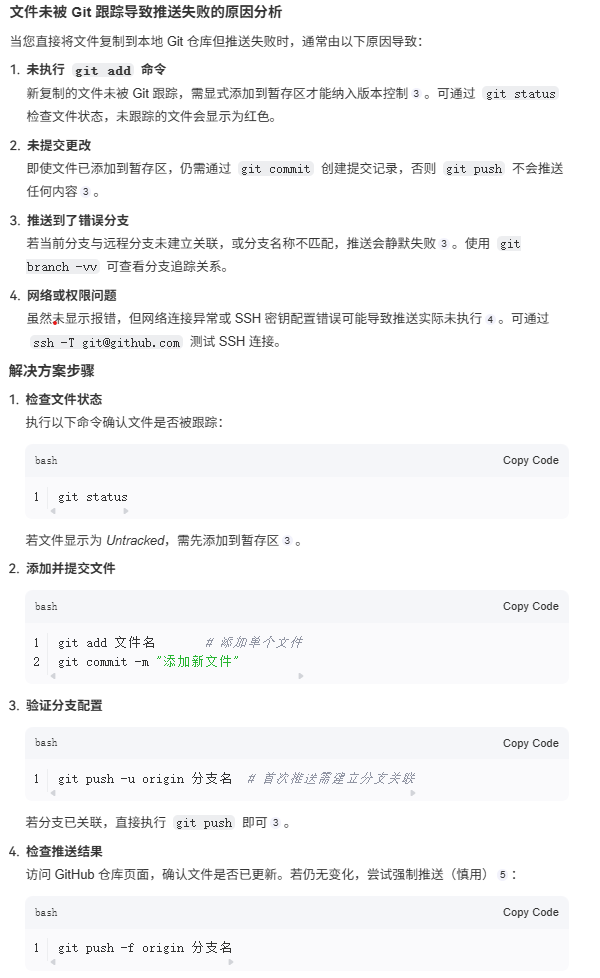 文件未被 Git 跟踪导致推送失败的原因分析
当您直接将文件复制到本地 Git 仓库但推送失败时，通常由以下原因导致：
1. 未执行 git add 命令
新复制的文件未被 Git 跟踪，需显式添加到暂存区才能纳入版本控制 3 。可通过 git status
检查文件状态，未跟踪的文件会显示为红色。
2. 未提交更改
即使文件已添加到暂存区，仍需通过 git commit 创建提交记录，否则 git push 不会推送
任何内容 3 。
3. 推送到了错误分支
若当前分支与远程分支未建立关联，或分支名称不匹配，推送会静默失败 3 。使用 git
branch -vv 可查看分支追踪关系。
4. 网络或权限问题
虽然未显示报错，但网络连接异常或 SSH 密钥配置错误可能导致推送实际未执行 4 。可通过
ssh -T git@github.com 测试 SSH 连接。
解决方案步骤
1. 检查文件状态
执行以下命令确认文件是否被跟踪：
bash Copy Code
1 git status
若文件显示为 Untracked，需先添加到暂存区 3 。
2. 添加并提交文件
bash Copy Code
1 git add 文件名 # 添加单个文件
2 git commit -m "添加新文件"
3. 验证分支配置
bash Copy Code
1 git push -u origin 分支名 # 首次推送需建立分支关联
若分支已关联，直接执行 git push 即可 3 。
4. 检查推送结果
访问 GitHub 仓库页面，确认文件是否已更新。若仍无变化，尝试强制推送（慎用） 5 ：
bash Copy Code
1 git push -f origin 分支名